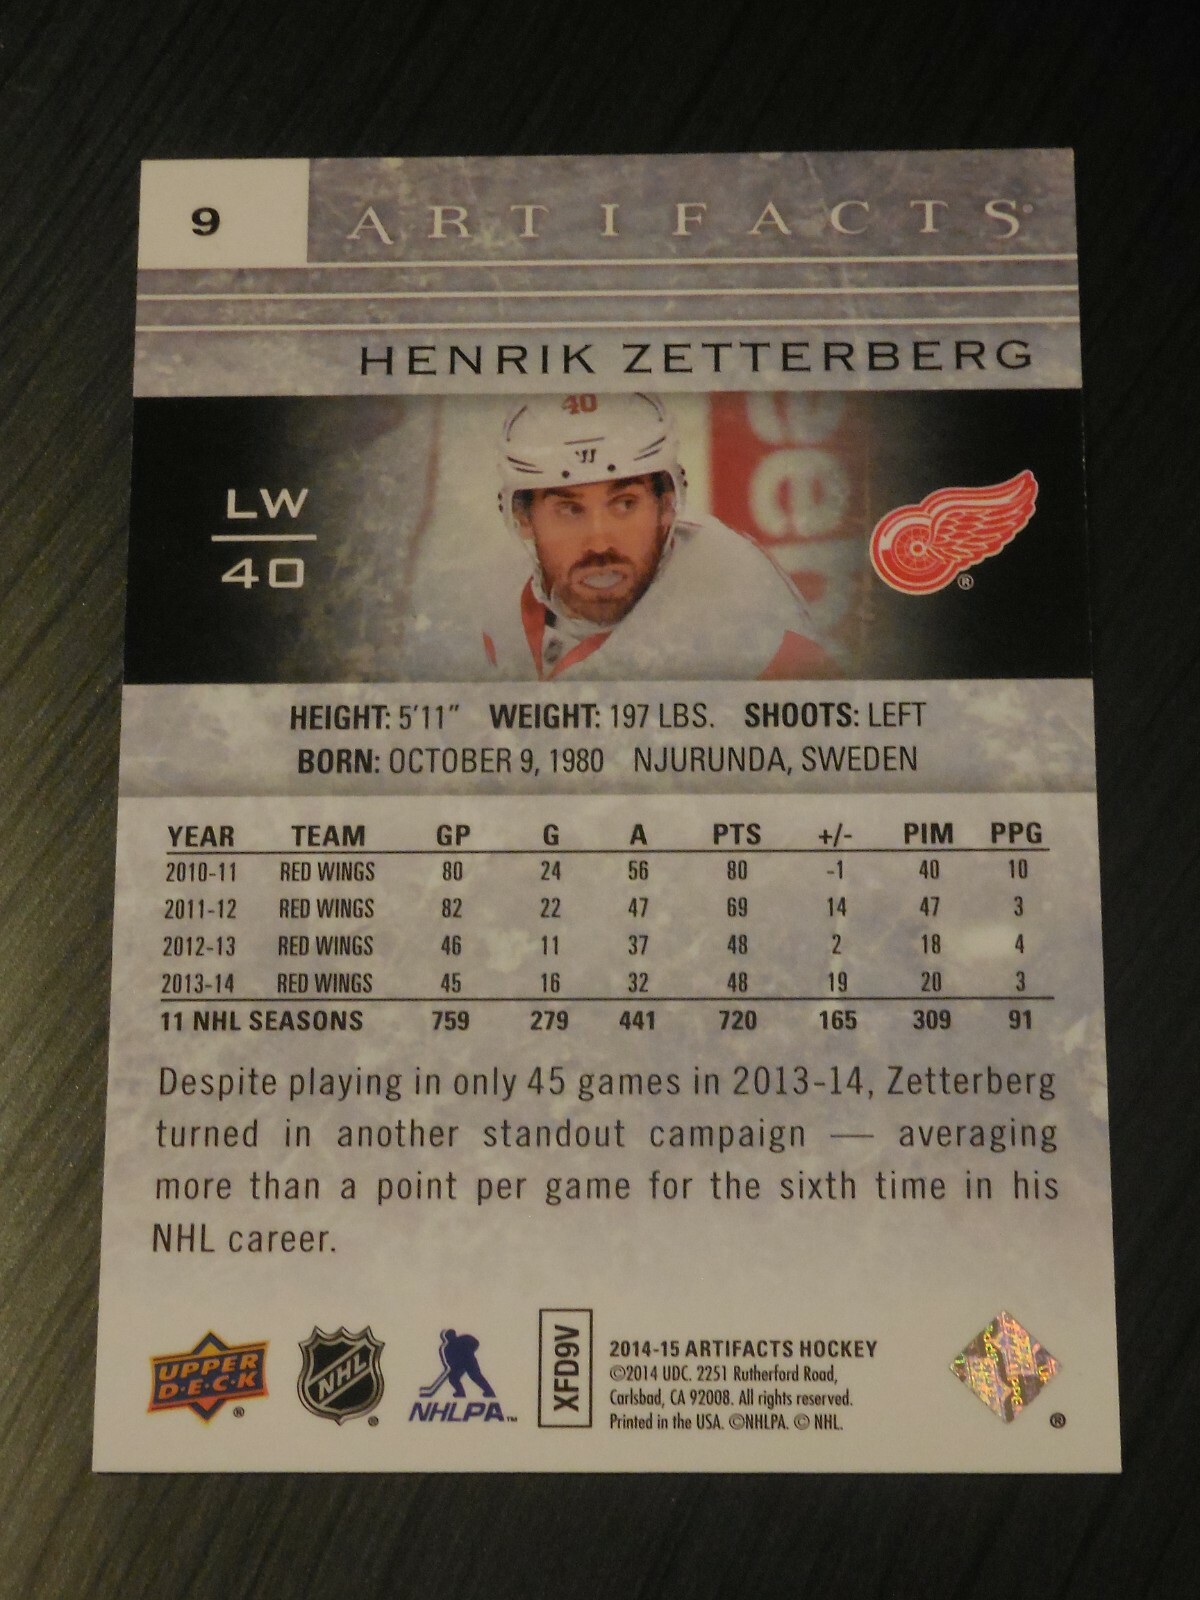 9
ARTIFACTS
HENRIK ZETTERBERG
40
LW
40
®
HEIGHT: 5'11" WEIGHT: 197 LBS. SHOOTS: LEFT
BORN: OCTOBER 9, 1980 NJURUNDA, SWEDEN
YEAR TEAM GP G A PTS +/- PIM PPG
2010-11 RED WINGS 80 24 56 80 -1 40 10
2011-12 RED WINGS 82 22 47 69 14 47 3
2012-13 RED WINGS 46 11 37 48 2 18 4
2013-14 RED WINGS 45 16 32 48 19 20 3
11 NHL SEASONS 759 279 441 720 165 309 91
Despite playing in only 45 games in 2013-14, Zetterberg
turned in another standout campaign — averaging
more than a point per game for the sixth time in his
NHL career.
UPPER
D·E·C·K ®
NHL ®
NHLPA™
XFD9V
2014-15 ARTIFACTS HOCKEY
©2014 UDC. 2251 Rutherford Road,
Carlsbad, CA 92008. All rights reserved.
Printed in the USA. ©NHLPA. © NHL.
®